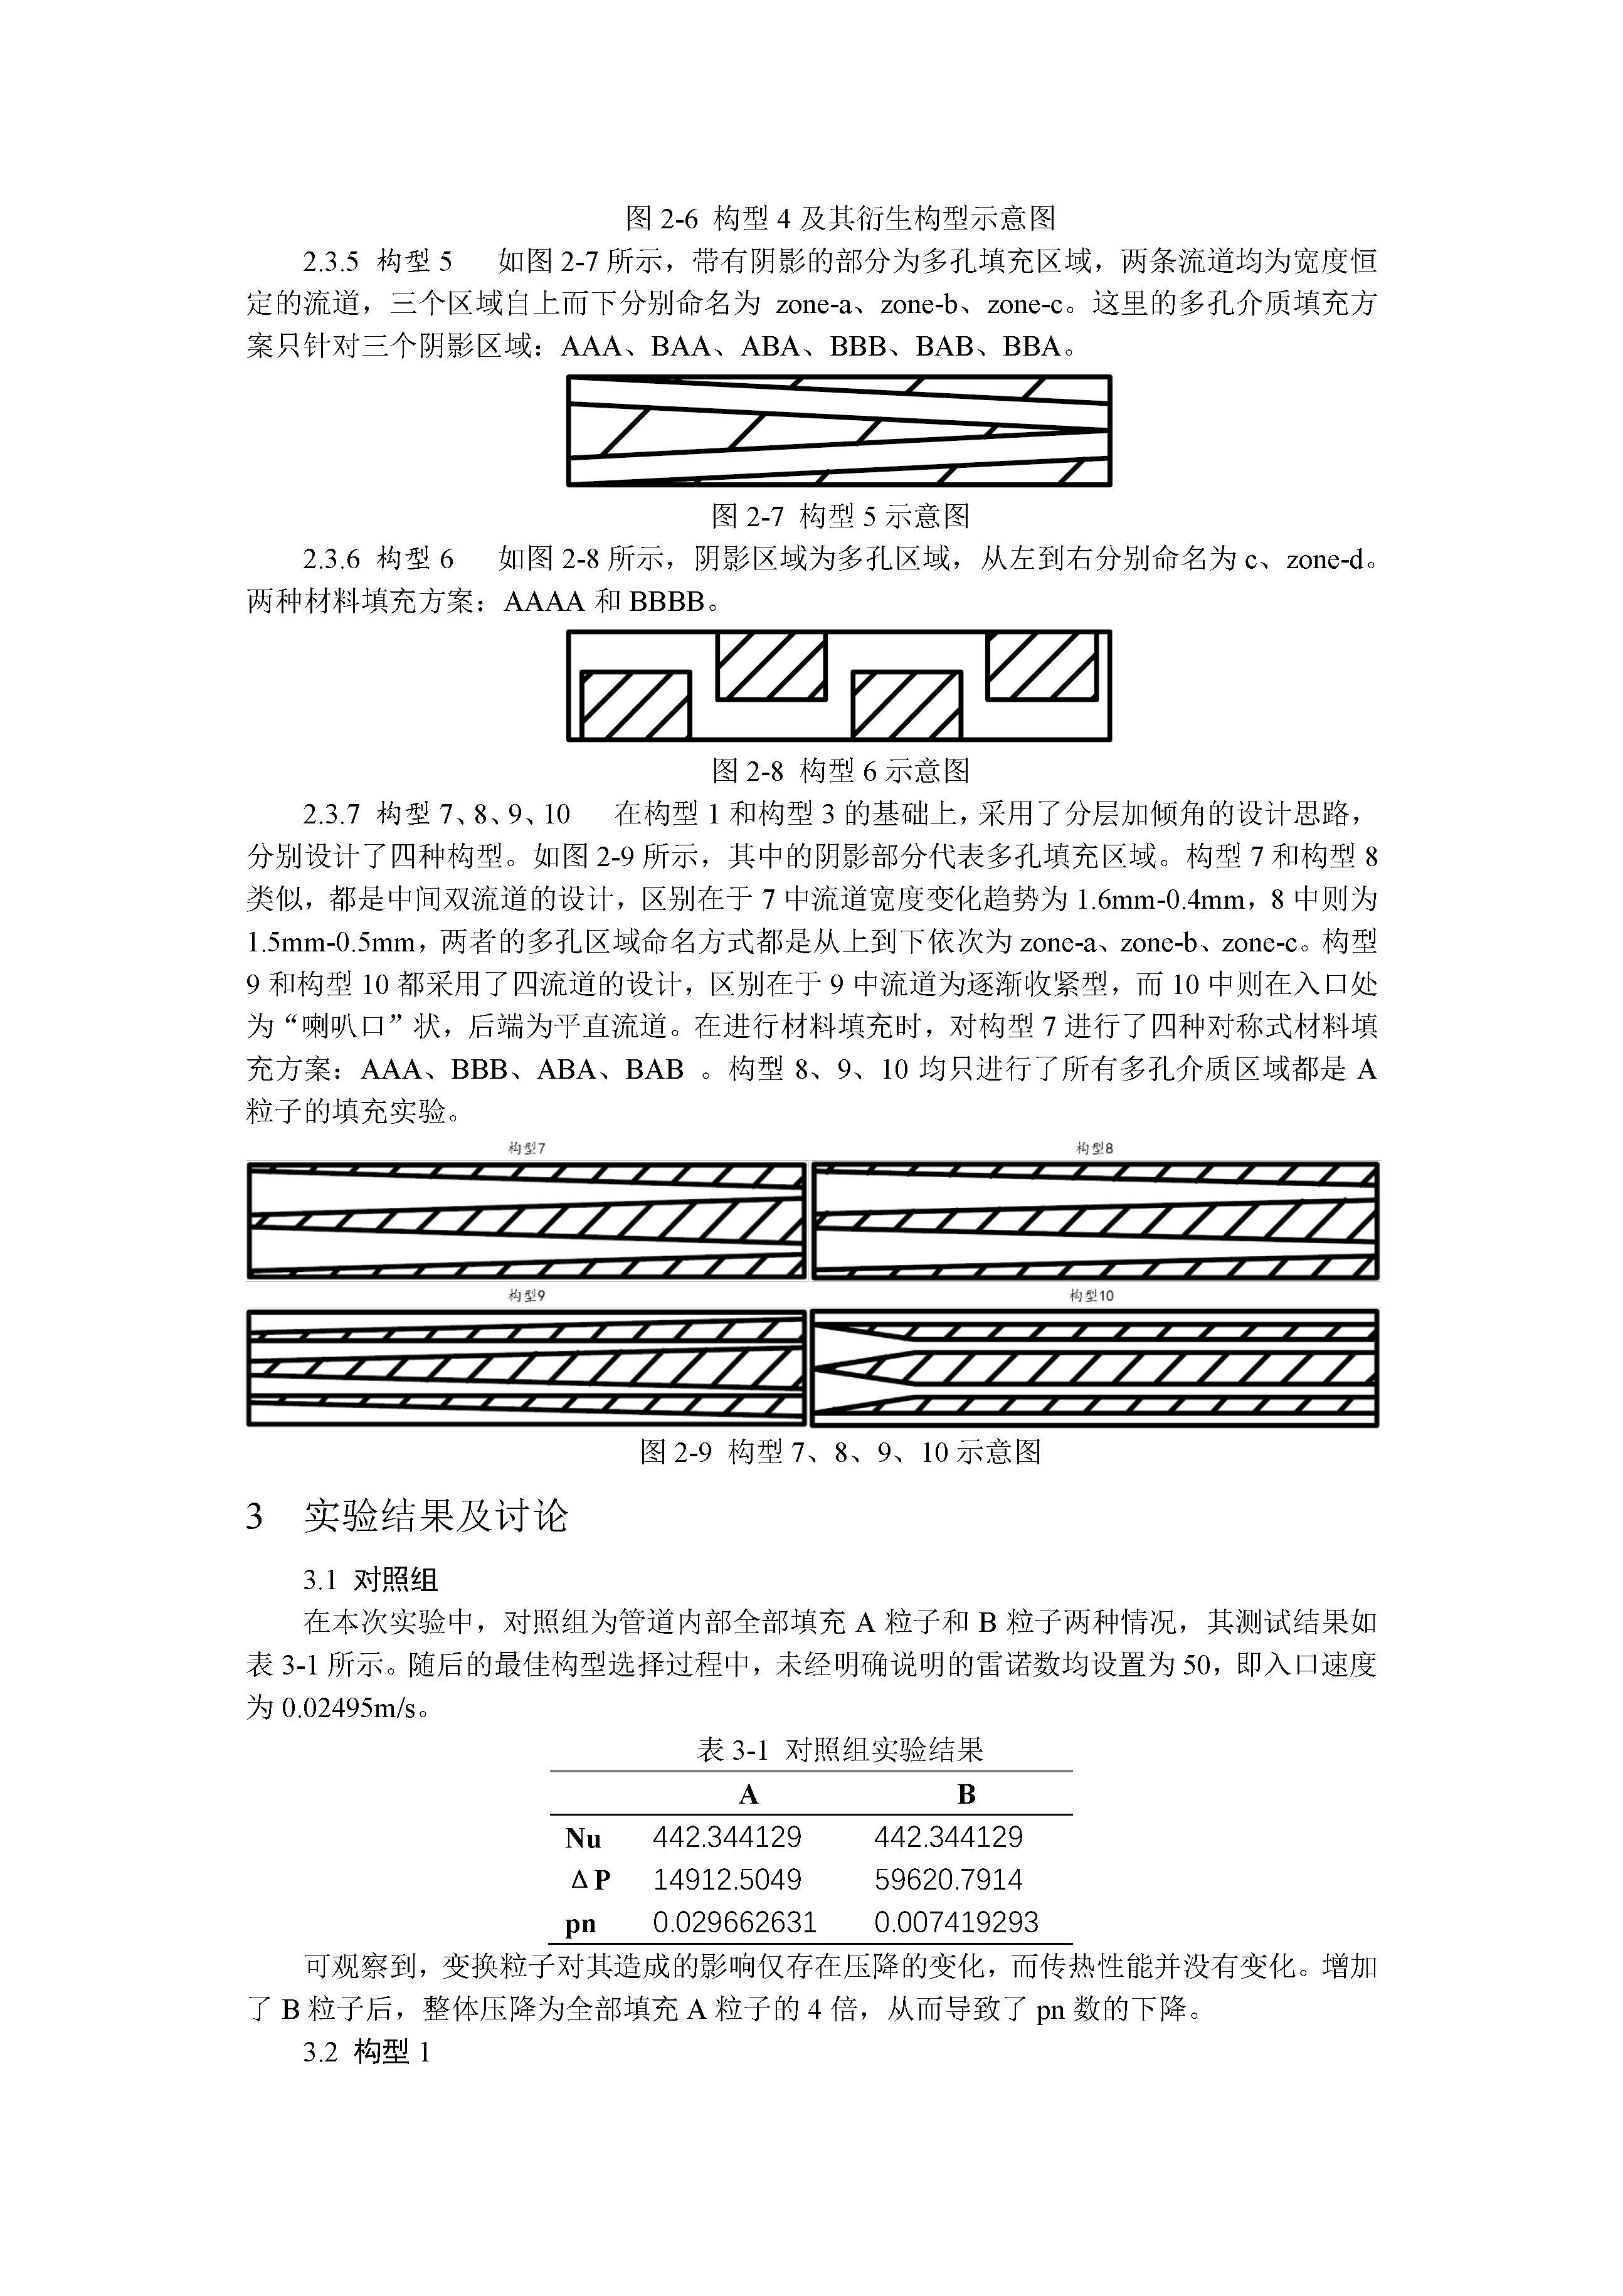 图 2-6 构型 4 及其衍生构型示意图
2.3.5 构型 5 如图 2-7 所示，带有阴影的部分为多孔填充区域，两条流道均为宽度恒
定的流道，三个区域自上而下分别命名为 zone-a、zone-b、zone-c。这里的多孔介质填充方
案只针对三个阴影区域：AAA、BAA、ABA、BBB、BAB、BBA。
图 2-7 构型 5 示意图
2.3.6 构型 6 如图 2-8 所示，阴影区域为多孔区域，从左到右分别命名为 c、zone-d。
两种材料填充方案：AAAA 和 BBBB。
图 2-8 构型 6 示意图
2.3.7 构型 7、8、9、10 在构型 1 和构型 3 的基础上，采用了分层加倾角的设计思路，
分别设计了四种构型。如图 2-9 所示，其中的阴影部分代表多孔填充区域。构型 7 和构型 8
类似，都是中间双流道的设计，区别在于 7 中流道宽度变化趋势为 1.6mm-0.4mm，8 中则为
1.5mm-0.5mm，两者的多孔区域命名方式都是从上到下依次为 zone-a、zone-b、zone-c。构型
9 和构型 10 都采用了四流道的设计，区别在于 9 中流道为逐渐收紧型，而 10 中则在入口处
为“喇叭口”状，后端为平直流道。在进行材料填充时，对构型 7 进行了四种对称式材料填
充方案：AAA、BBB、ABA、BAB 。构型 8、9、10 均只进行了所有多孔介质区域都是 A
粒子的填充实验。
构型7 构型8
构型9 构型10
图 2-9 构型 7、8、9、10 示意图
3 实验结果及讨论
3.1 对照组
在本次实验中，对照组为管道内部全部填充 A 粒子和 B 粒子两种情况，其测试结果如
表 3-1 所示。随后的最佳构型选择过程中，未经明确说明的雷诺数均设置为 50，即入口速度
为 0.02495m/s。
表 3-1 对照组实验结果
A B
Nu 442.344129 442.344129
△P 14912.5049 59620.7914
pn 0.029662631 0.007419293
可观察到，变换粒子对其造成的影响仅存在压降的变化，而传热性能并没有变化。增加
了 B 粒子后，整体压降为全部填充 A 粒子的 4 倍，从而导致了 pn 数的下降。
3.2 构型 1